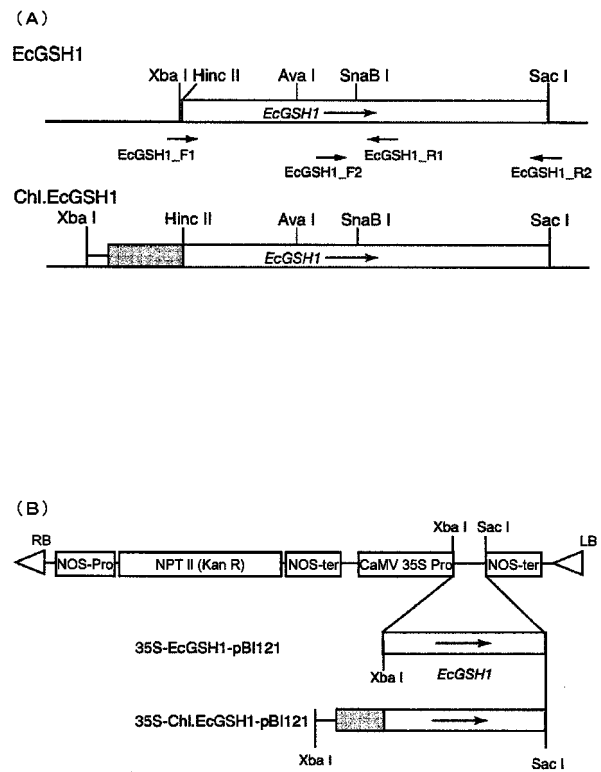 (A)
EcGSH1
Xba I Hinc II Ava I SnaB I Sac I
EcGSH1
EcGSH1_F1 EcGSH1_F2 EcGSH1_R1 EcGSH1_R2
Chl.EcGSH1
Xba I Hinc II Ava I SnaB I Sac I
EcGSH1
(B)
Xba I Sac I
RB LB
NOS-Pro NPT II (Kan R) NOS-ter CaMV 35S Pro NOS-ter
35S-EcGSH1-pBI121
Xba I EcGSH1
35S-Chl.EcGSH1-pBI121
Xba I Sac I